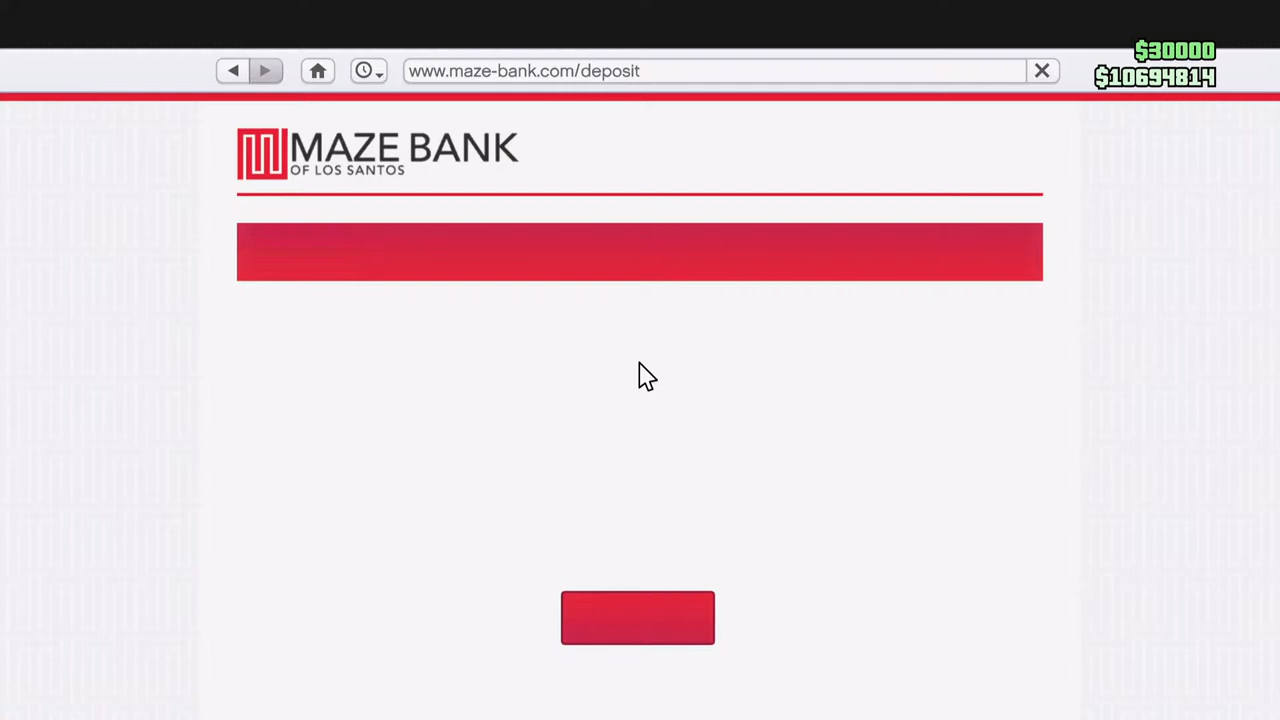 $30000
www.maze-bank.com/deposit
$10694814
MAZE BANK
OF LOS SANTOS